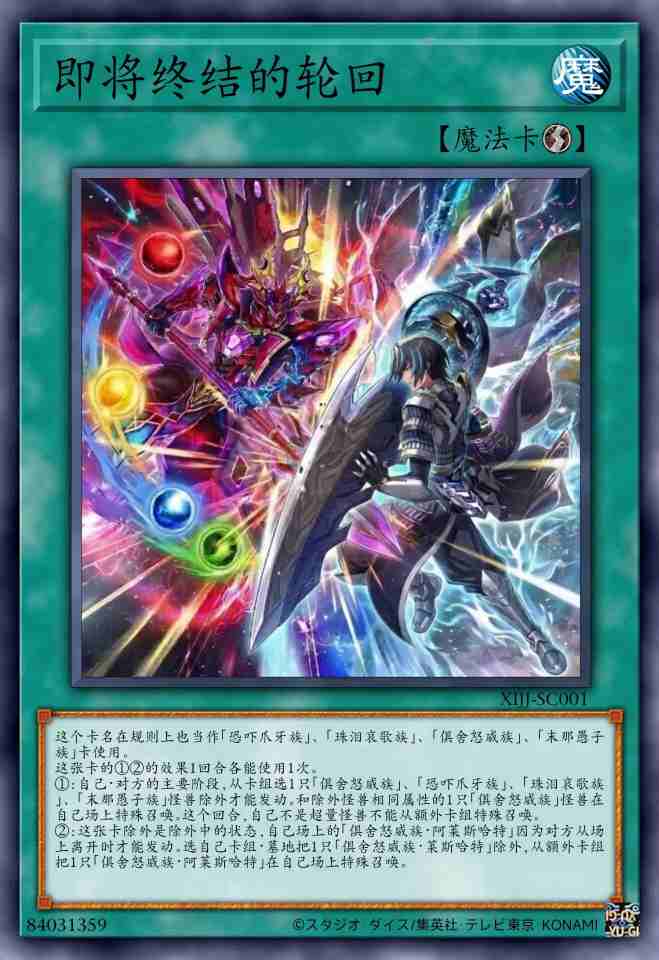 即将终结的轮回
魔
【魔法卡】
XIJJ-SC001
这个卡名在规则上也当作「恐吓爪牙族」、「珠泪哀歌族」、「俱舍怒威族」、「末那愚子
族」卡使用。
这张卡的①②的效果1回合各能使用1次。
①:自己·对方的主要阶段,从卡组选1只「俱舍怒威族」、「恐吓爪牙族」、「珠泪哀歌族
」、「末那愚子族」怪兽除外才能发动。和除外怪兽相同属性的1只「俱舍怒威族」怪兽在
自己场上特殊召唤。这个回合,自己不是超量怪兽不能从额外卡组特殊召唤。
②:这张卡除外是除外中的状态,自己场上的「俱舍怒威族·阿莱斯哈特」因为对方从场
上离开时才能发动。选自己卡组·墓地把1只「俱舍怒威族·莱斯哈特」除外,从额外卡组
把1只「俱舍怒威族·阿莱斯哈特」在自己场上特殊召唤。
84031359
©スタジオ ダイス/集英社·テレビ東京 KONAMI